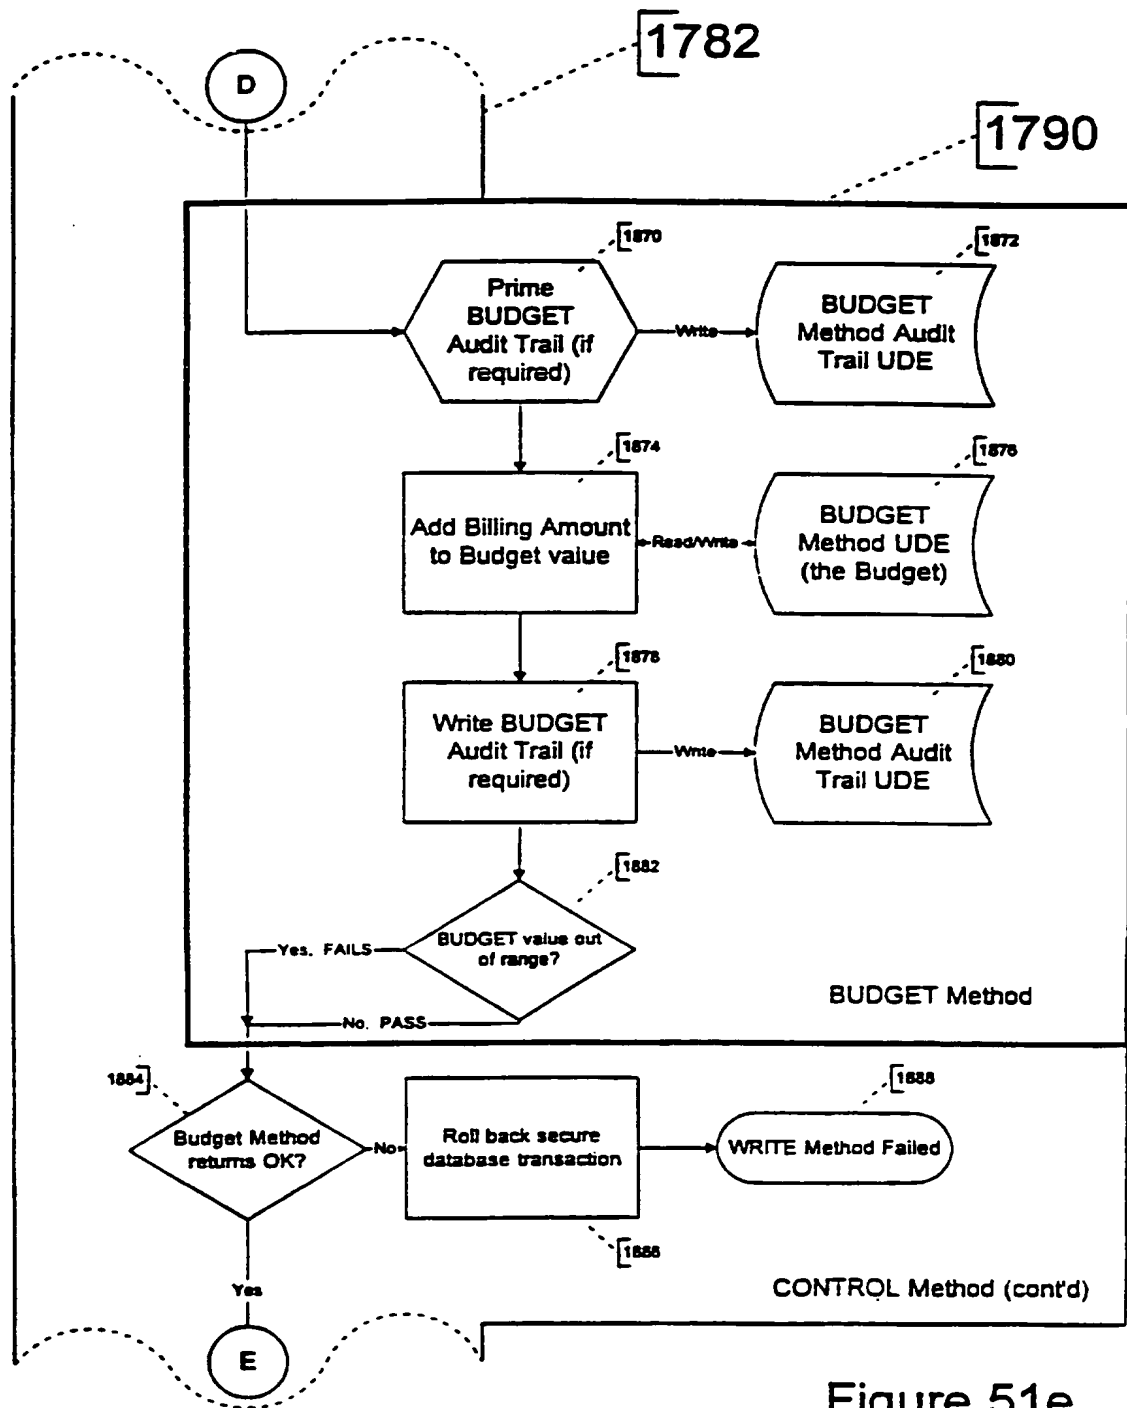 1782
D
1790
1870
1872
Prime
BUDGET
Audit Trail (if
required)
Write
BUDGET
Method Audit
Trail UDE
1874
1876
Add Billing Amount
to Budget value
Read/Write
BUDGET
Method UDE
(the Budget)
1878
1880
Write BUDGET
Audit Trail (if
required)
Write
BUDGET
Method Audit
Trail UDE
1882
BUDGET value out
of range?
Yes, FAILS
No, PASS
BUDGET Method
1884
1888
Budget Method
returns OK?
No
Roll back secure
database transaction
WRITE Method Failed
1886
Yes
CONTROL Method (cont'd)
E
Figure 51e